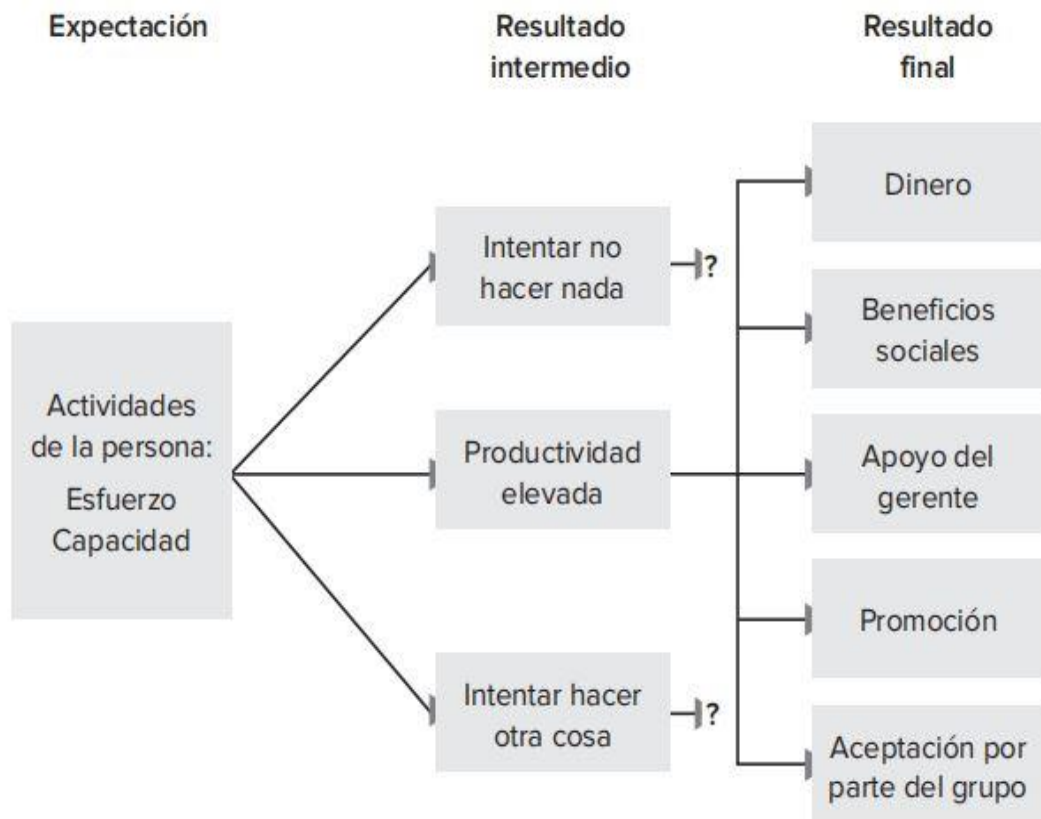 Expectación
Resultado
intermedio
Resultado
final
Actividades
de la persona:
Esfuerzo
Capacidad
Intentar no
hacer nada
?
Productividad
elevada
Intentar hacer
otra cosa
?
Dinero
Beneficios
sociales
Apoyo del
gerente
Promoción
Aceptación por
parte del grupo